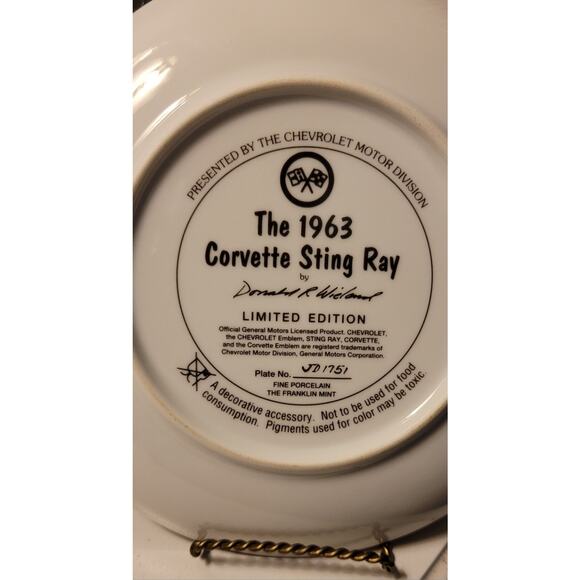 PRESENTED BY THE CHEVROLET MOTOR DIVISION
The 1963
Corvette Sting Ray
by
Donald R Wieland
LIMITED EDITION
Official General Motors Licensed Product. CHEVROLET,
the CHEVROLET Emblem, STING RAY, CORVETTE,
and the Corvette Emblem are registerd trademarks of
Chevrolet Motor Division, General Motors Corporation.
Plate No. JD1751
FINE PORCELAIN
THE FRANKLIN MINT
A decorative accessory. Not to be used for food
consumption. Pigments used for color may be toxic.